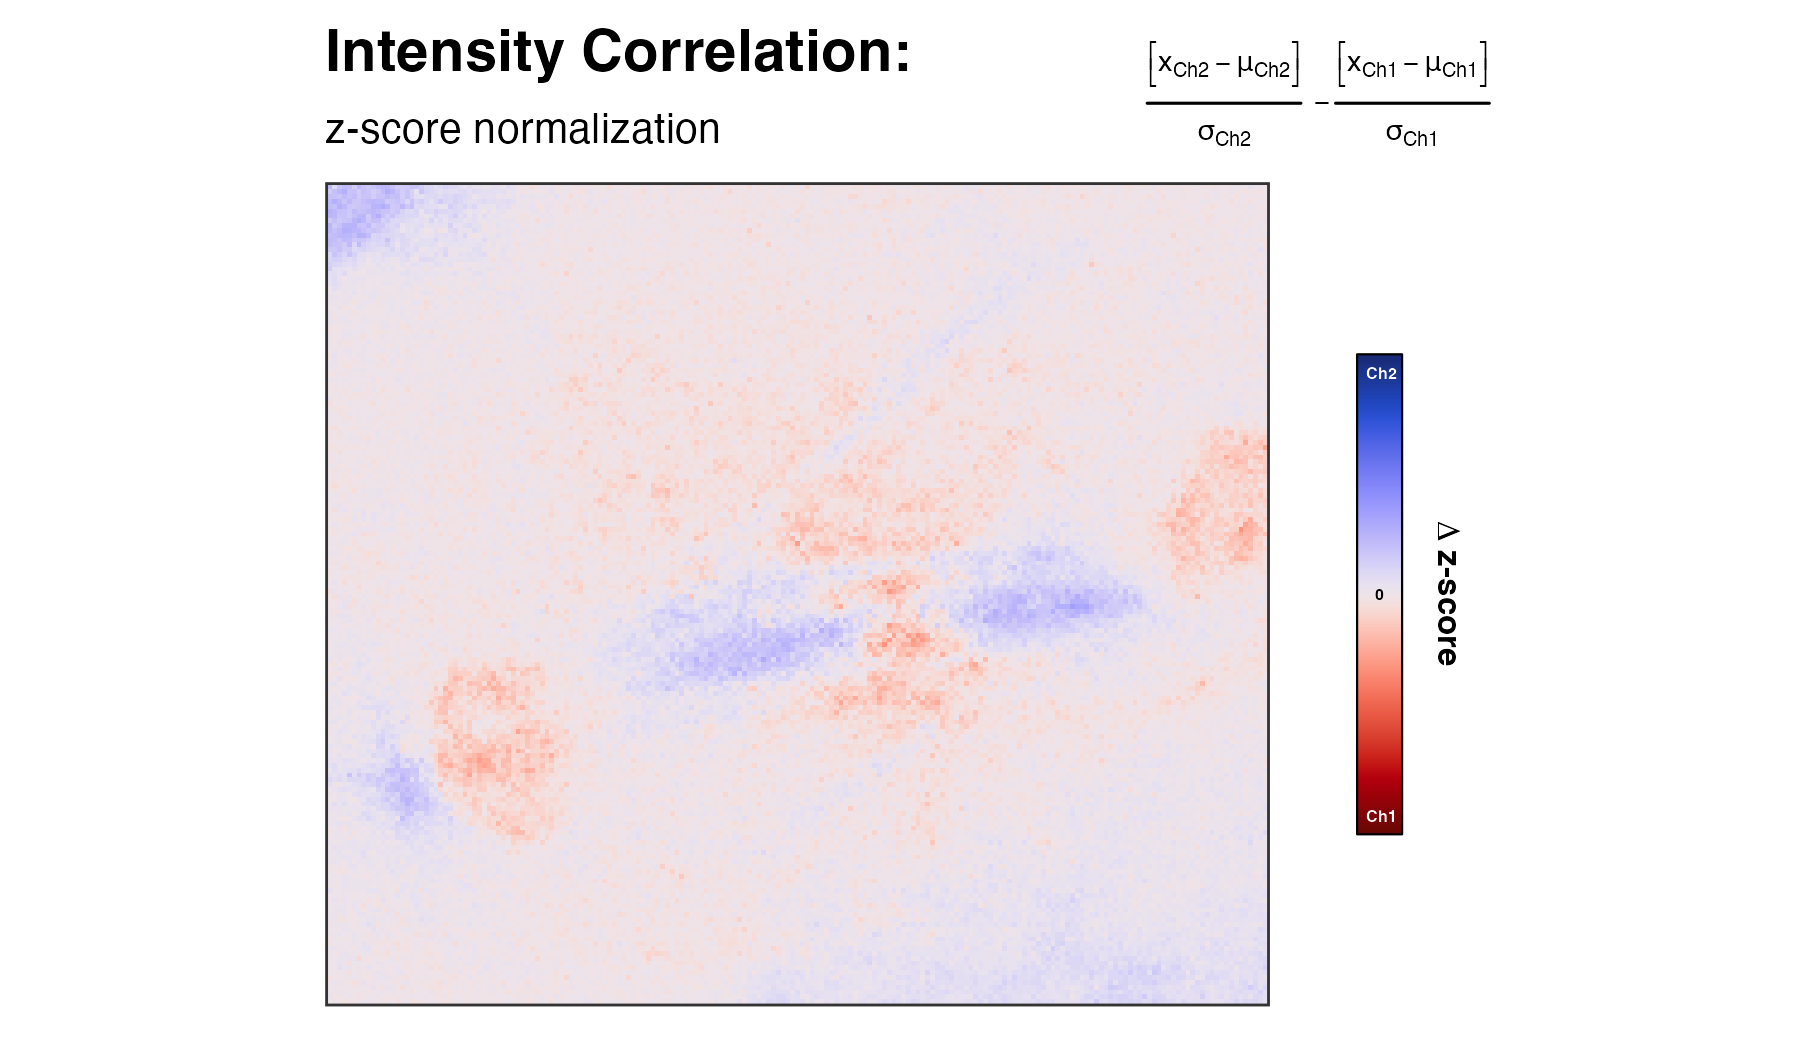 Intensity Correlation:
z-score normalization
[xCh2 – μCh2] [xCh1 – μCh1]
–
σCh2 σCh1
Ch2
0
Ch1
Δ z-score